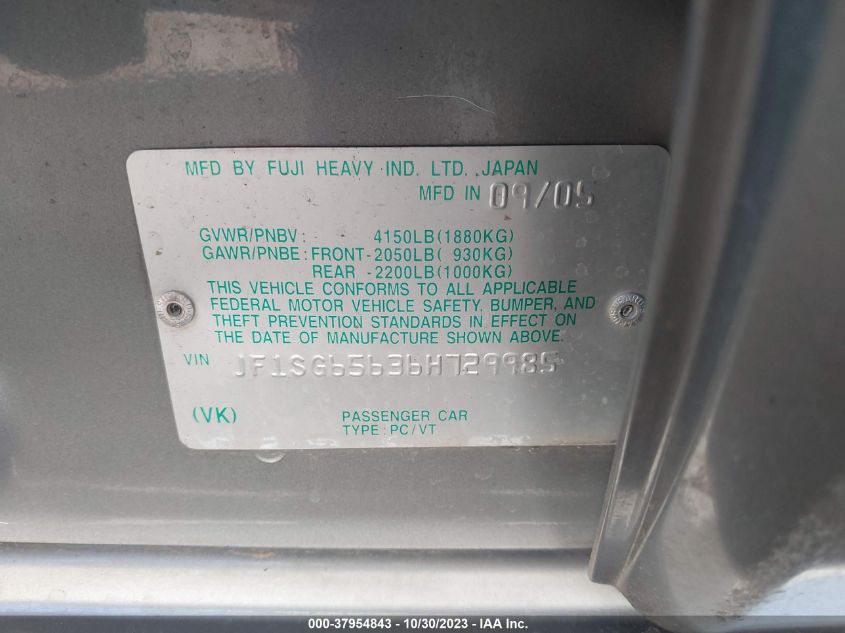 MFD BY FUJI HEAVY IND. LTD. JAPAN
MFD IN 09/05
GVWR/PNBV: 4150LB(1880KG)
GAWR/PNBE: FRONT-2050LB( 930KG)
REAR -2200LB(1000KG)
THIS VEHICLE CONFORMS TO ALL APPLICABLE
FEDERAL MOTOR VEHICLE SAFETY, BUMPER, AND
THEFT PREVENTION STANDARDS IN EFFECT ON
THE DATE OF MANUFACTURE SHOWN ABOVE.
VIN JF1SG65636H729985
(VK) PASSENGER CAR
TYPE: PC/VT
000-37954843 | 10/30/2023 - IAA Inc.